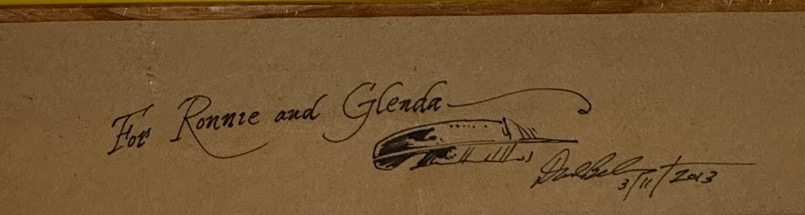 For Ronnie and Glenda
3/11/2013